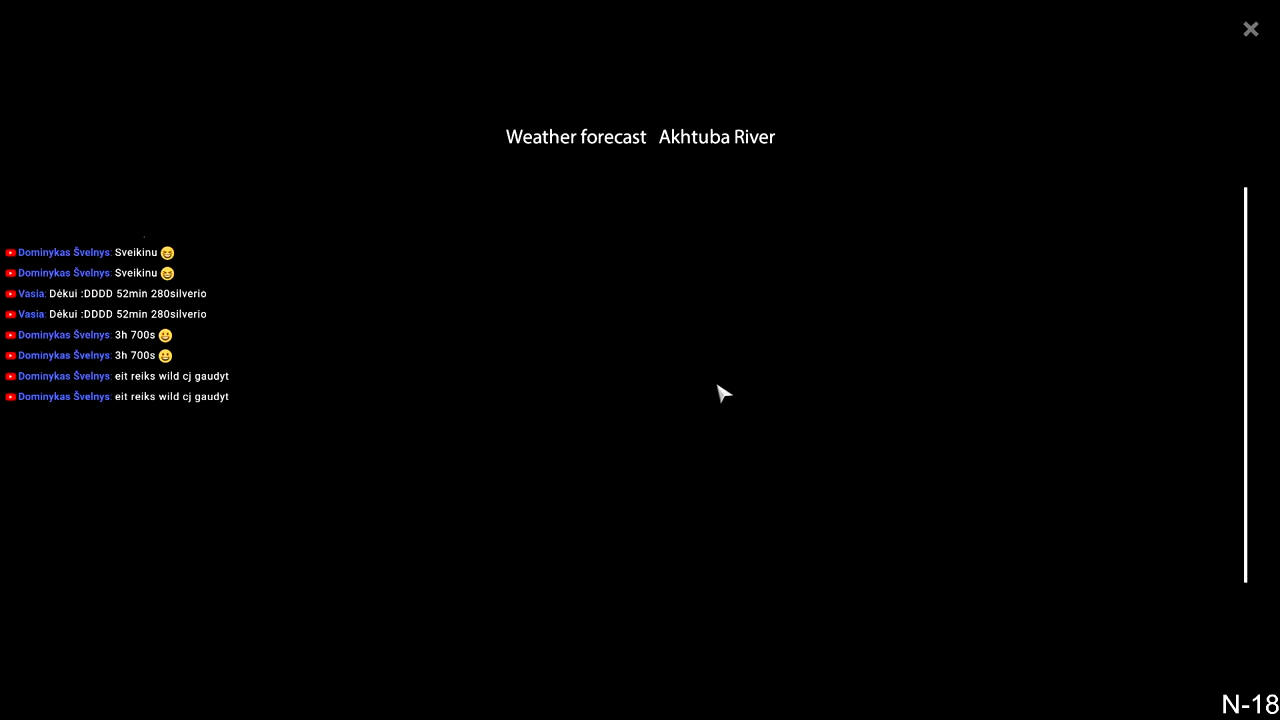 Weather forecast Akhtuba River
Dominykas Švelnys: Sveikinu 😆
Dominykas Švelnys: Sveikinu 😆
Vasia: Dėkui :DDDD 52min 280silverio
Vasia: Dėkui :DDDD 52min 280silverio
Dominykas Švelnys: 3h 700s 😀
Dominykas Švelnys: 3h 700s 😀
Dominykas Švelnys: eit reiks wild cj gaudyt
Dominykas Švelnys: eit reiks wild cj gaudyt
N-18